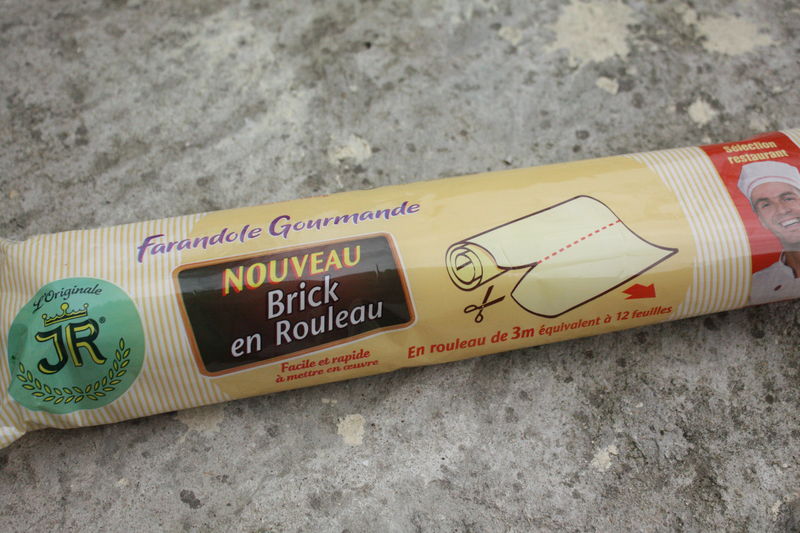 L'Originale
JR®
Farandole Gourmande
NOUVEAU
Brick
en Rouleau
Facile et rapide
à mettre en œuvre
En rouleau de 3m équivalent à 12 feuilles
Sélection
restaurant